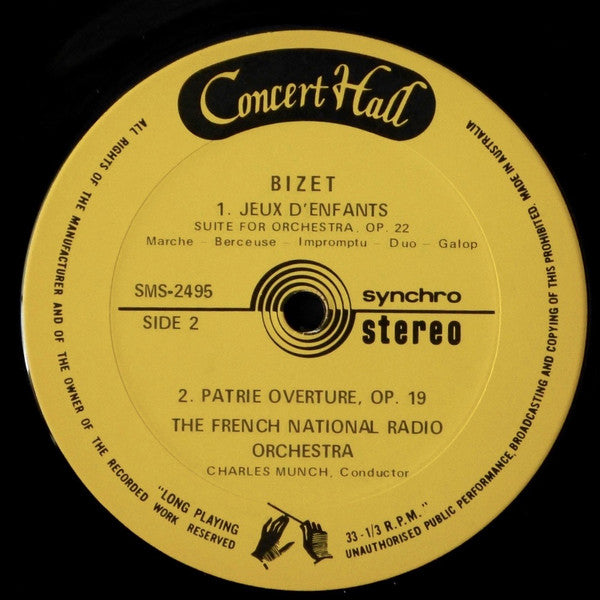 Concert Hall
BIZET
1. JEUX D'ENFANTS
SUITE FOR ORCHESTRA, OP. 22
Marche – Berceuse – Impromptu – Duo – Galop
SMS-2495
SIDE 2
synchro
stereo
2. PATRIE OVERTURE, OP. 19
THE FRENCH NATIONAL RADIO
ORCHESTRA
CHARLES MUNCH, Conductor
ALL RIGHTS OF THE MANUFACTURER AND OF THE OWNER OF THE RECORDED WORK RESERVED
"LONG PLAYING
33-1/3 R.P.M."
UNAUTHORISED PUBLIC PERFORMANCE, BROADCASTING AND COPYING OF THIS PROHIBITED. MADE IN AUSTRALIA